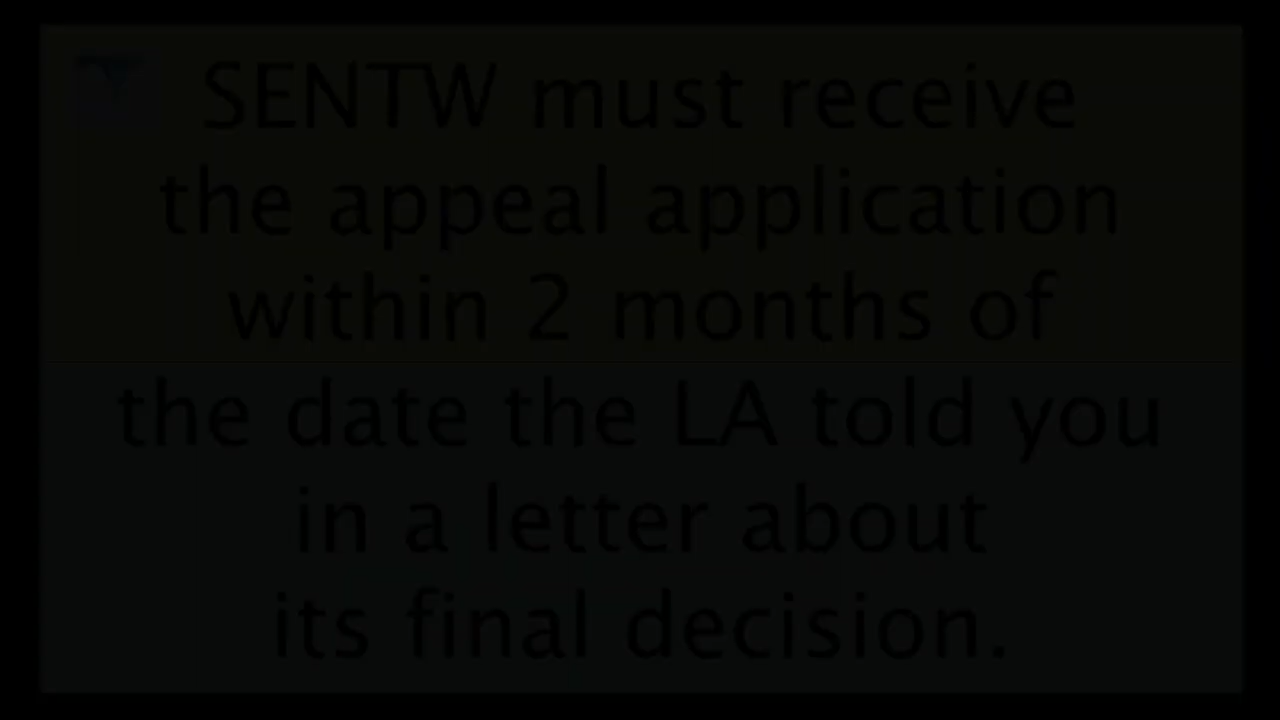 SENTW must receive
the appeal application
within 2 months of
the date the LA told you
in a letter about
its final decision.